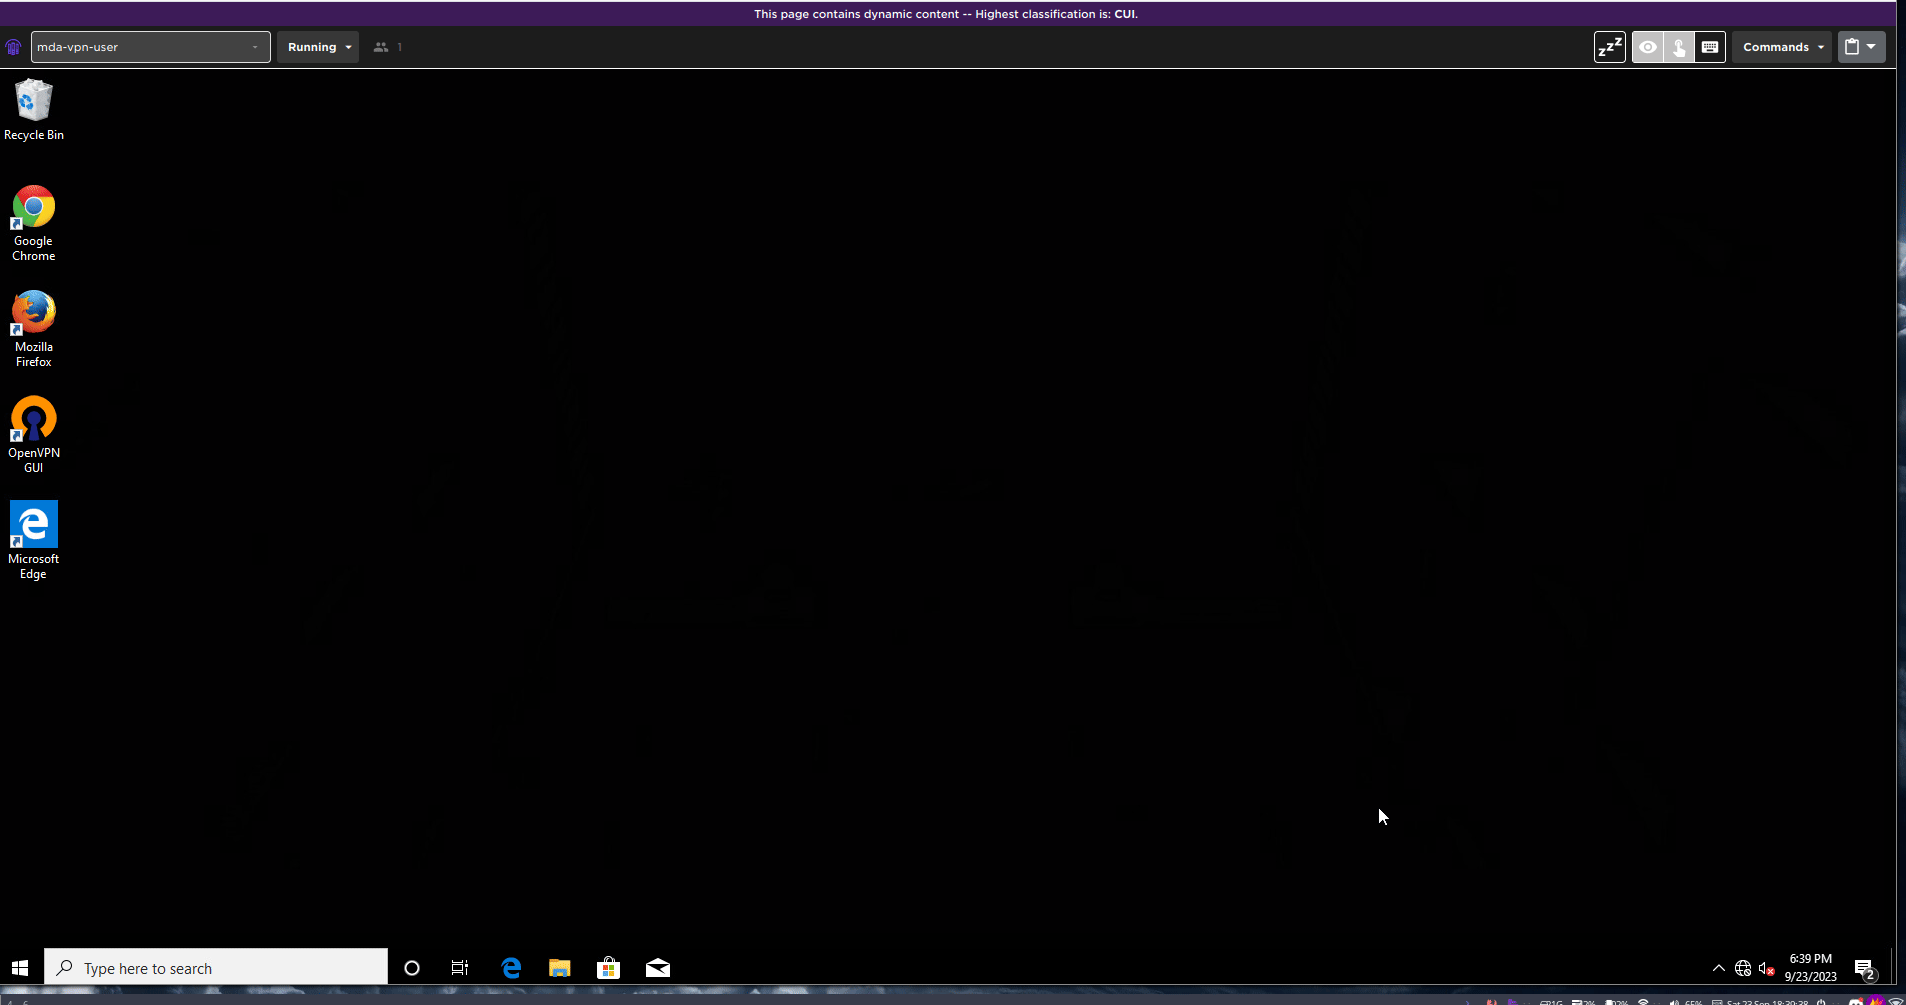 This page contains dynamic content -- Highest classification is: CUI.
mda-vpn-user
Running
1
zzz
Commands
Recycle Bin
Google
Chrome
Mozilla
Firefox
OpenVPN
GUI
Microsoft
Edge
Type here to search
6:39 PM
9/23/2023
2